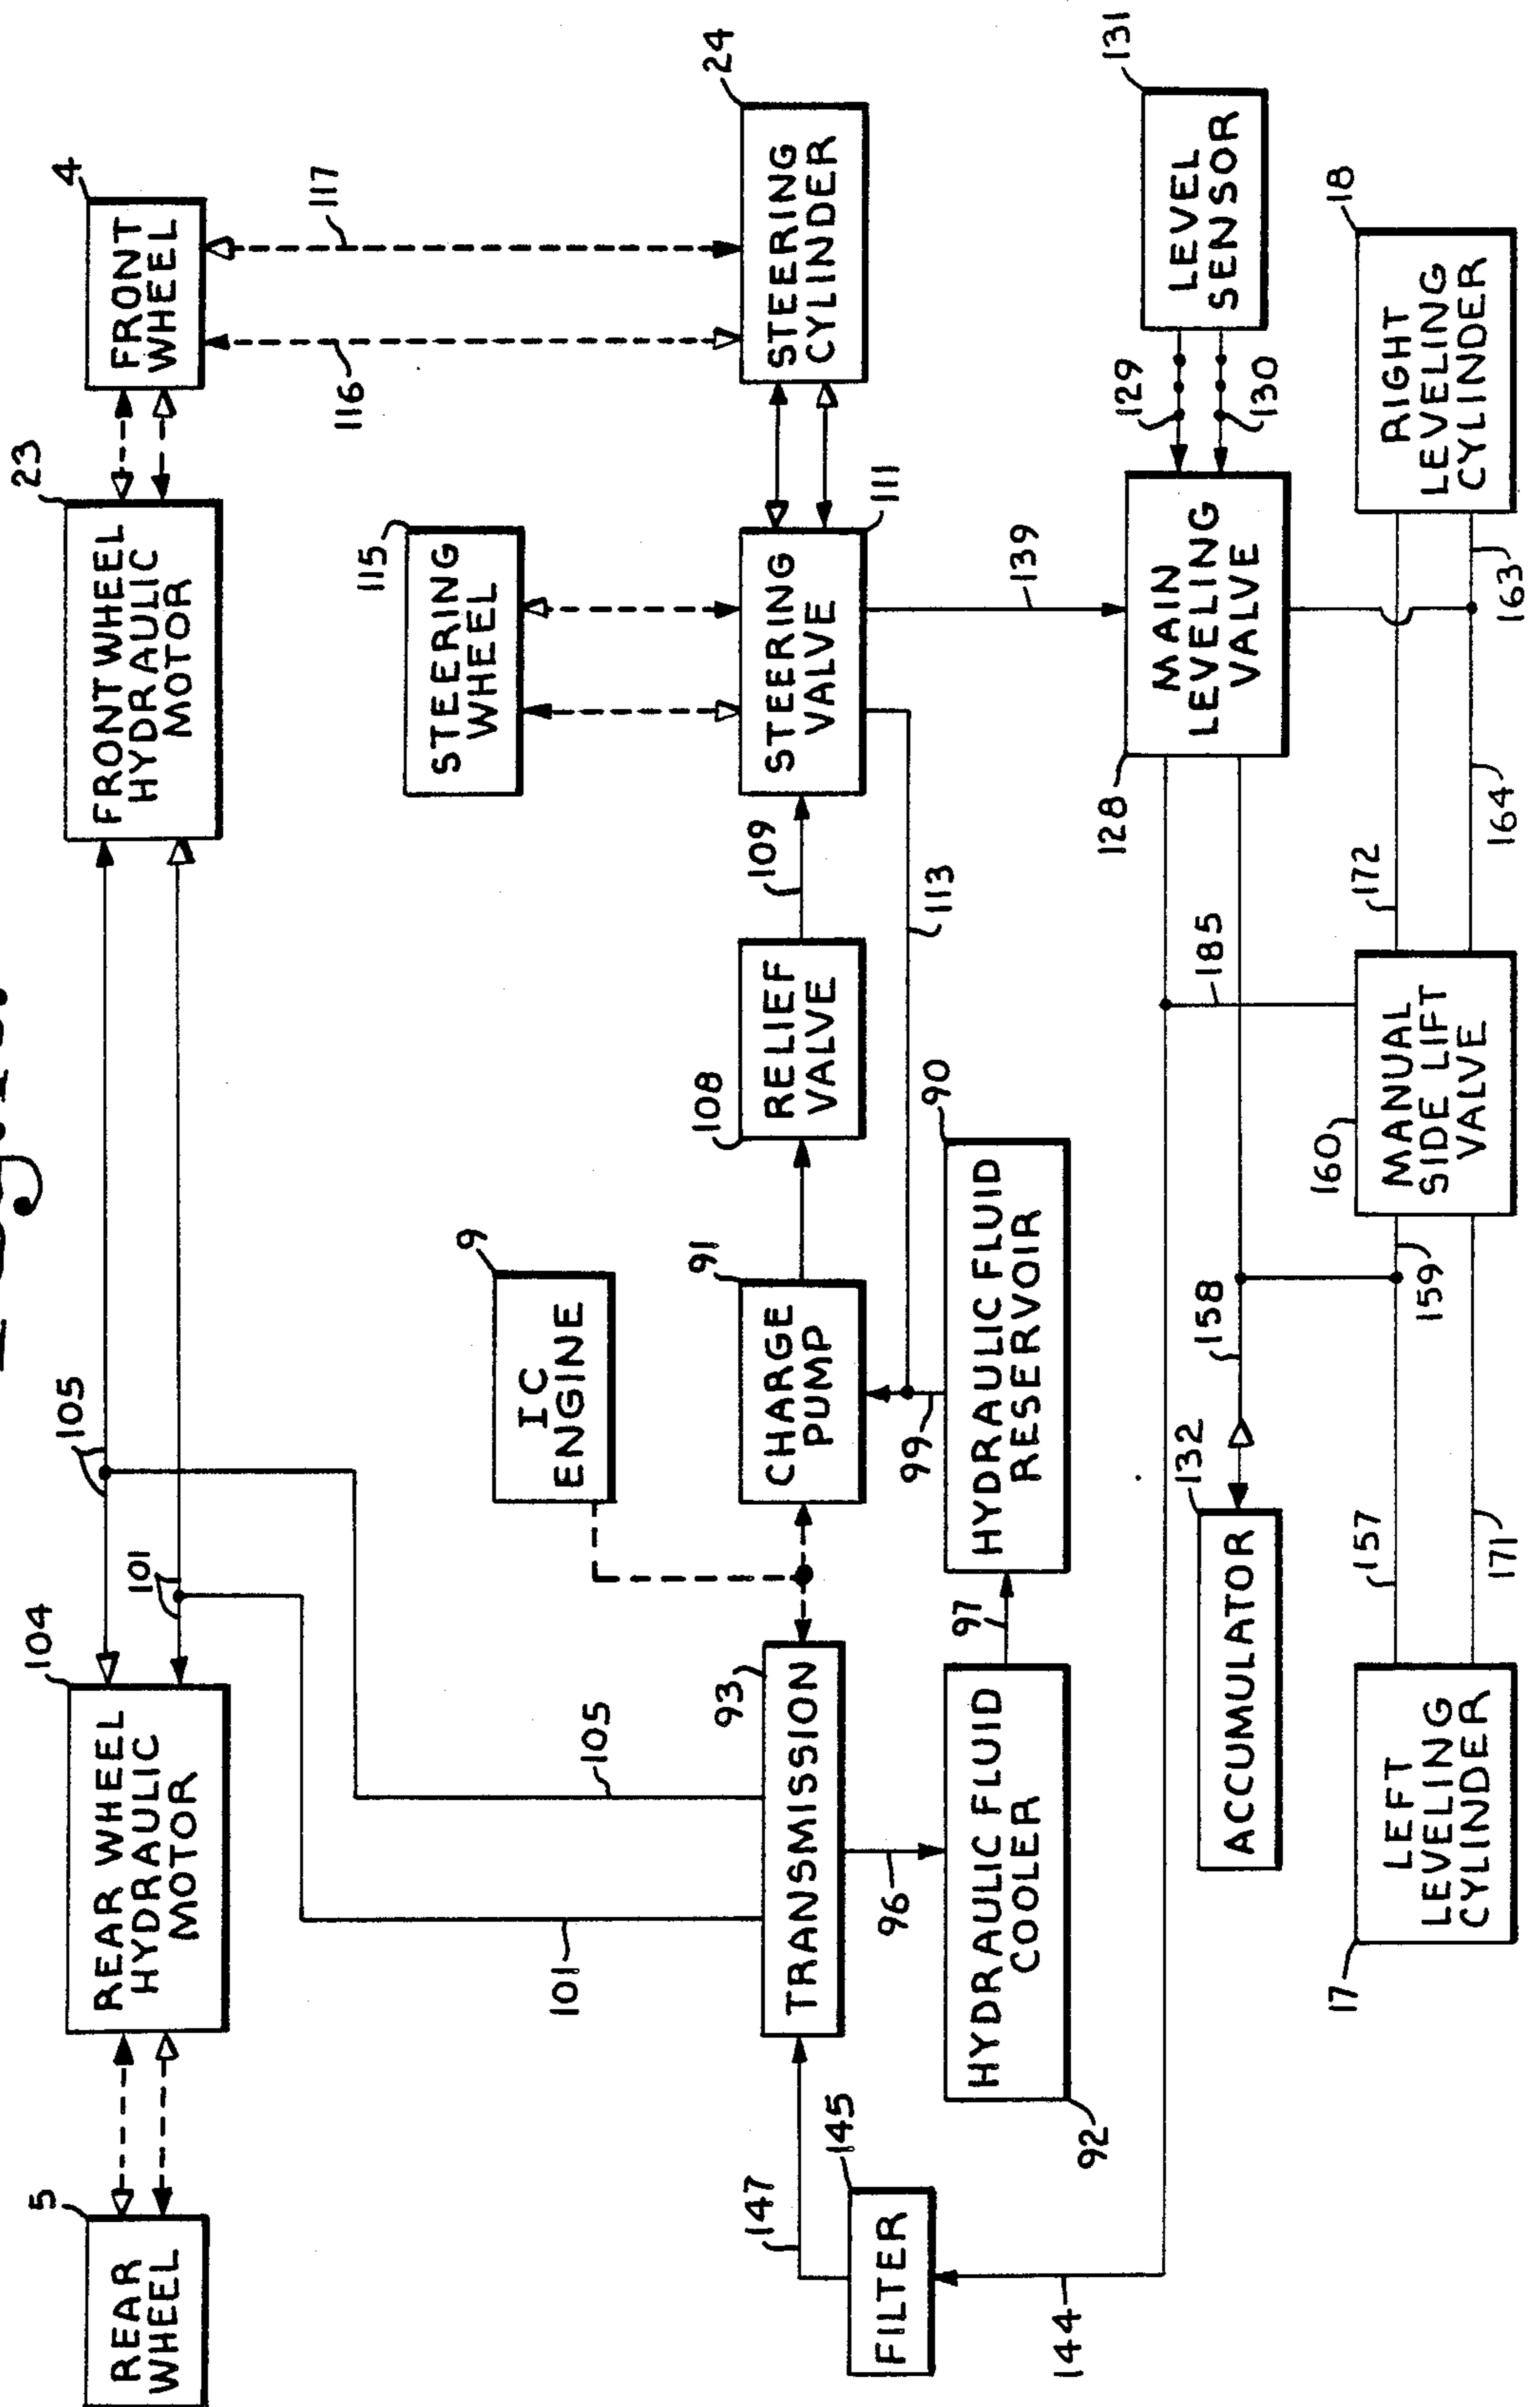 5
REAR
WHEEL
104
REAR WHEEL
HYDRAULIC
MOTOR
105
101
23
FRONT WHEEL
HYDRAULIC
MOTOR
4
FRONT
WHEEL
117
116
101
105
9
IC
ENGINE
115
STEERING
WHEEL
147
145
FILTER
144
93
TRANSMISSION
96
91
CHARGE
PUMP
108
RELIEF
VALVE
109
STEERING
VALVE
111
24
STEERING
CYLINDER
92
HYDRAULIC FLUID
COOLER
97
99
HYDRAULIC FLUID
RESERVOIR
90
113
139
132
ACCUMULATOR
158
185
128
MAIN
LEVELING
VALVE
129
130
LEVEL
SENSOR
131
17
LEFT
LEVELING
CYLINDER
157
171
159
160
MANUAL
SIDE LIFT
VALVE
172
164
163
RIGHT
LEVELING
CYLINDER
18